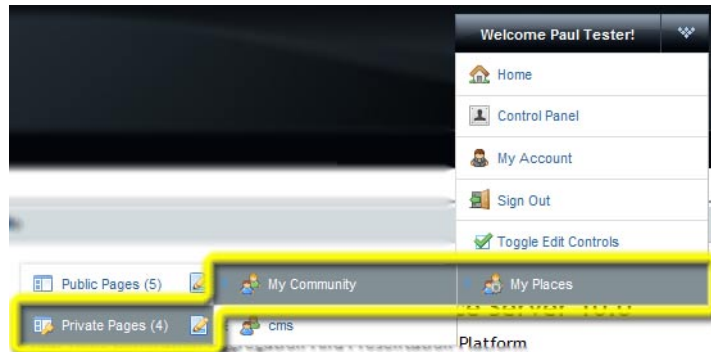 Welcome Paul Tester!
Home
Control Panel
My Account
Sign Out
Toggle Edit Controls
Public Pages (5) My Community My Places
Private Pages (4) cms
Platform